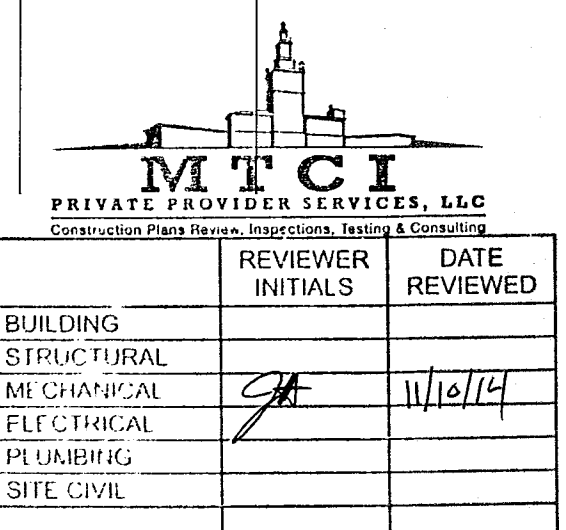 MTCI
PRIVATE PROVIDER SERVICES, LLC
Construction Plans Review, Inspections, Testing & Consulting
REVIEWER INITIALS DATE REVIEWED
BUILDING
STRUCTURAL
MECHANICAL 11/10/14
ELECTRICAL
PLUMBING
SITE CIVIL